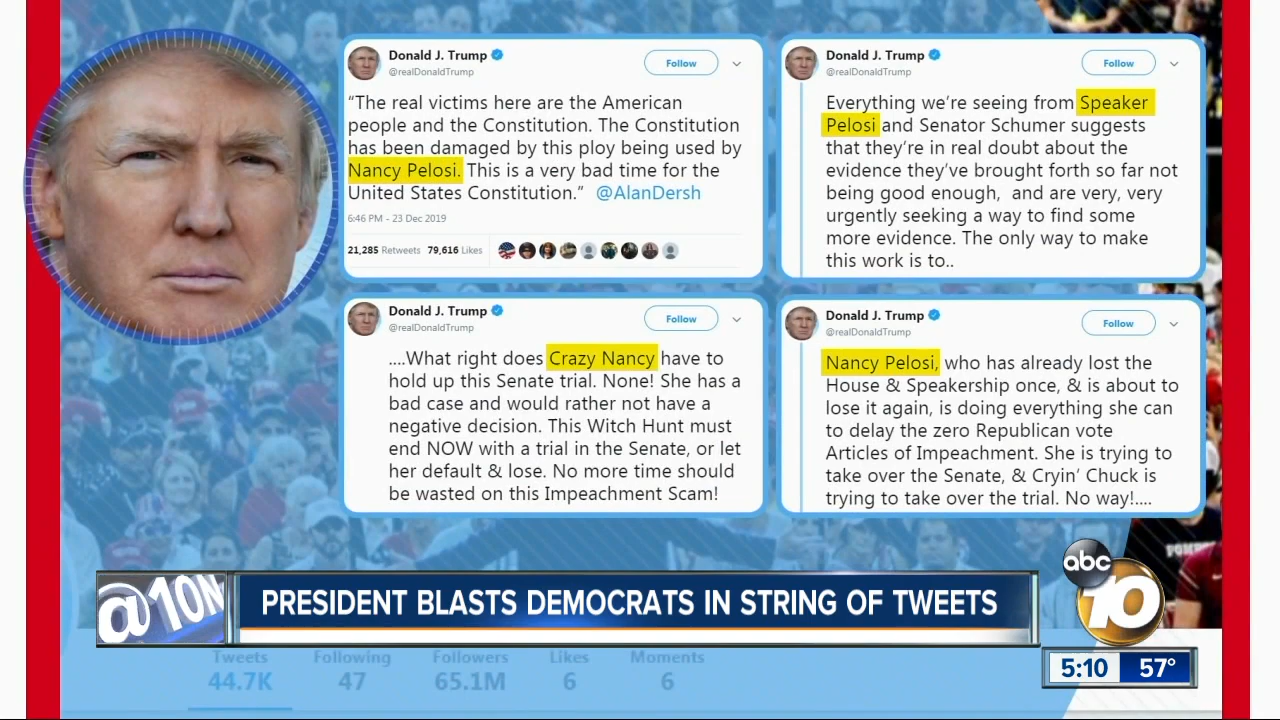 Donald J. Trump
@realDonaldTrump
Follow
“The real victims here are the American
people and the Constitution. The Constitution
has been damaged by this ploy being used by
Nancy Pelosi. This is a very bad time for the
United States Constitution.” @AlanDersh
6:46 PM - 23 Dec 2019
21,285 Retweets 79,616 Likes
Donald J. Trump
@realDonaldTrump
Follow
Everything we’re seeing from Speaker
Pelosi and Senator Schumer suggests
that they’re in real doubt about the
evidence they’ve brought forth so far not
being good enough, and are very, very
urgently seeking a way to find some
more evidence. The only way to make
this work is to..
Donald J. Trump
@realDonaldTrump
Follow
....What right does Crazy Nancy have to
hold up this Senate trial. None! She has a
bad case and would rather not have a
negative decision. This Witch Hunt must
end NOW with a trial in the Senate, or let
her default & lose. No more time should
be wasted on this Impeachment Scam!
Donald J. Trump
@realDonaldTrump
Follow
Nancy Pelosi, who has already lost the
House & Speakership once, & is about to
lose it again, is doing everything she can
to delay the zero Republican vote
Articles of Impeachment. She is trying to
take over the Senate, & Cryin’ Chuck is
trying to take over the trial. No way!....
@10N
PRESIDENT BLASTS DEMOCRATS IN STRING OF TWEETS
abc
10
Tweets Following Followers Likes Moments
44.7K 47 65.1M 6 6
5:10 57°